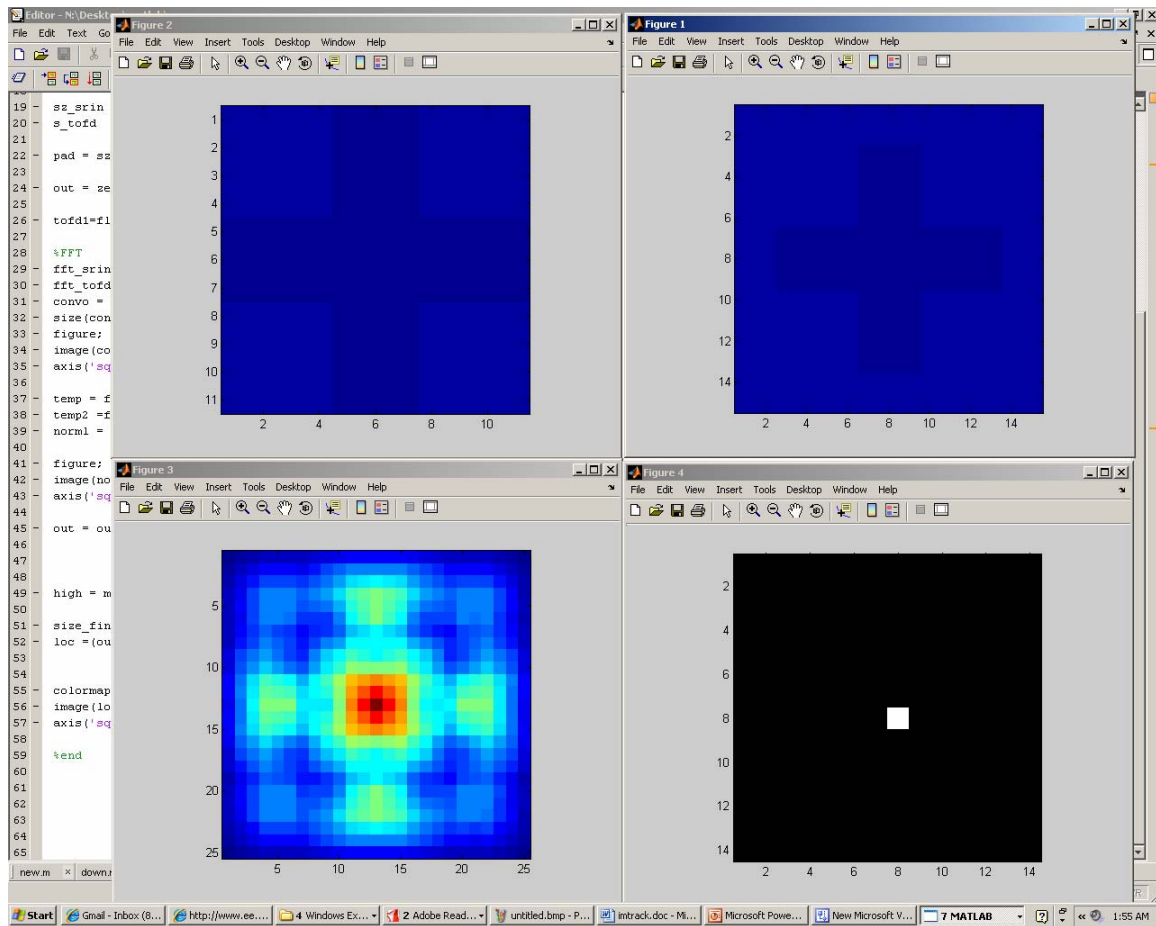 Editor - N:\Deskt
File Edit Text Go
19 - sz_srin
20 - s_tofd
21
22 - pad = sz
23
24 - out = ze
25
26 - tofd1=fl
27
28 %FFT
29 - fft_srin
30 - fft_tofd
31 - convo =
32 - size(con
33 - figure;
34 - image(co
35 - axis('sq
36
37 - temp = f
38 - temp2 =f
39 - norm1 =
40
41 - figure;
42 - image(no
43 - axis('sq
44
45 - out = ou
46
47
48
49 - high = m
50
51 - size_fin
52 - loc =(ou
53
54
55 - colormap
56 - image(lo
57 - axis('sq
58
59 %end
60
61
62
63
64
65
new.m × down.m
Figure 2
File Edit View Insert Tools Desktop Window Help
1
2
3
4
5
6
7
8
9
10
11
2 4 6 8 10
Figure 1
File Edit View Insert Tools Desktop Window Help
2
4
6
8
10
12
14
2 4 6 8 10 12 14
Figure 3
File Edit View Insert Tools Desktop Window Help
5
10
15
20
25
5 10 15 20 25
Figure 4
File Edit View Insert Tools Desktop Window Help
2
4
6
8
10
12
14
2 4 6 8 10 12 14
Start Gmail - Inbox (8... http://www.ee.... 4 Windows Ex... 2 Adobe Read... untitled.bmp - P... imtrack.doc - Mi... Microsoft Powe... New Microsoft V... 7 MATLAB « 1:55 AM